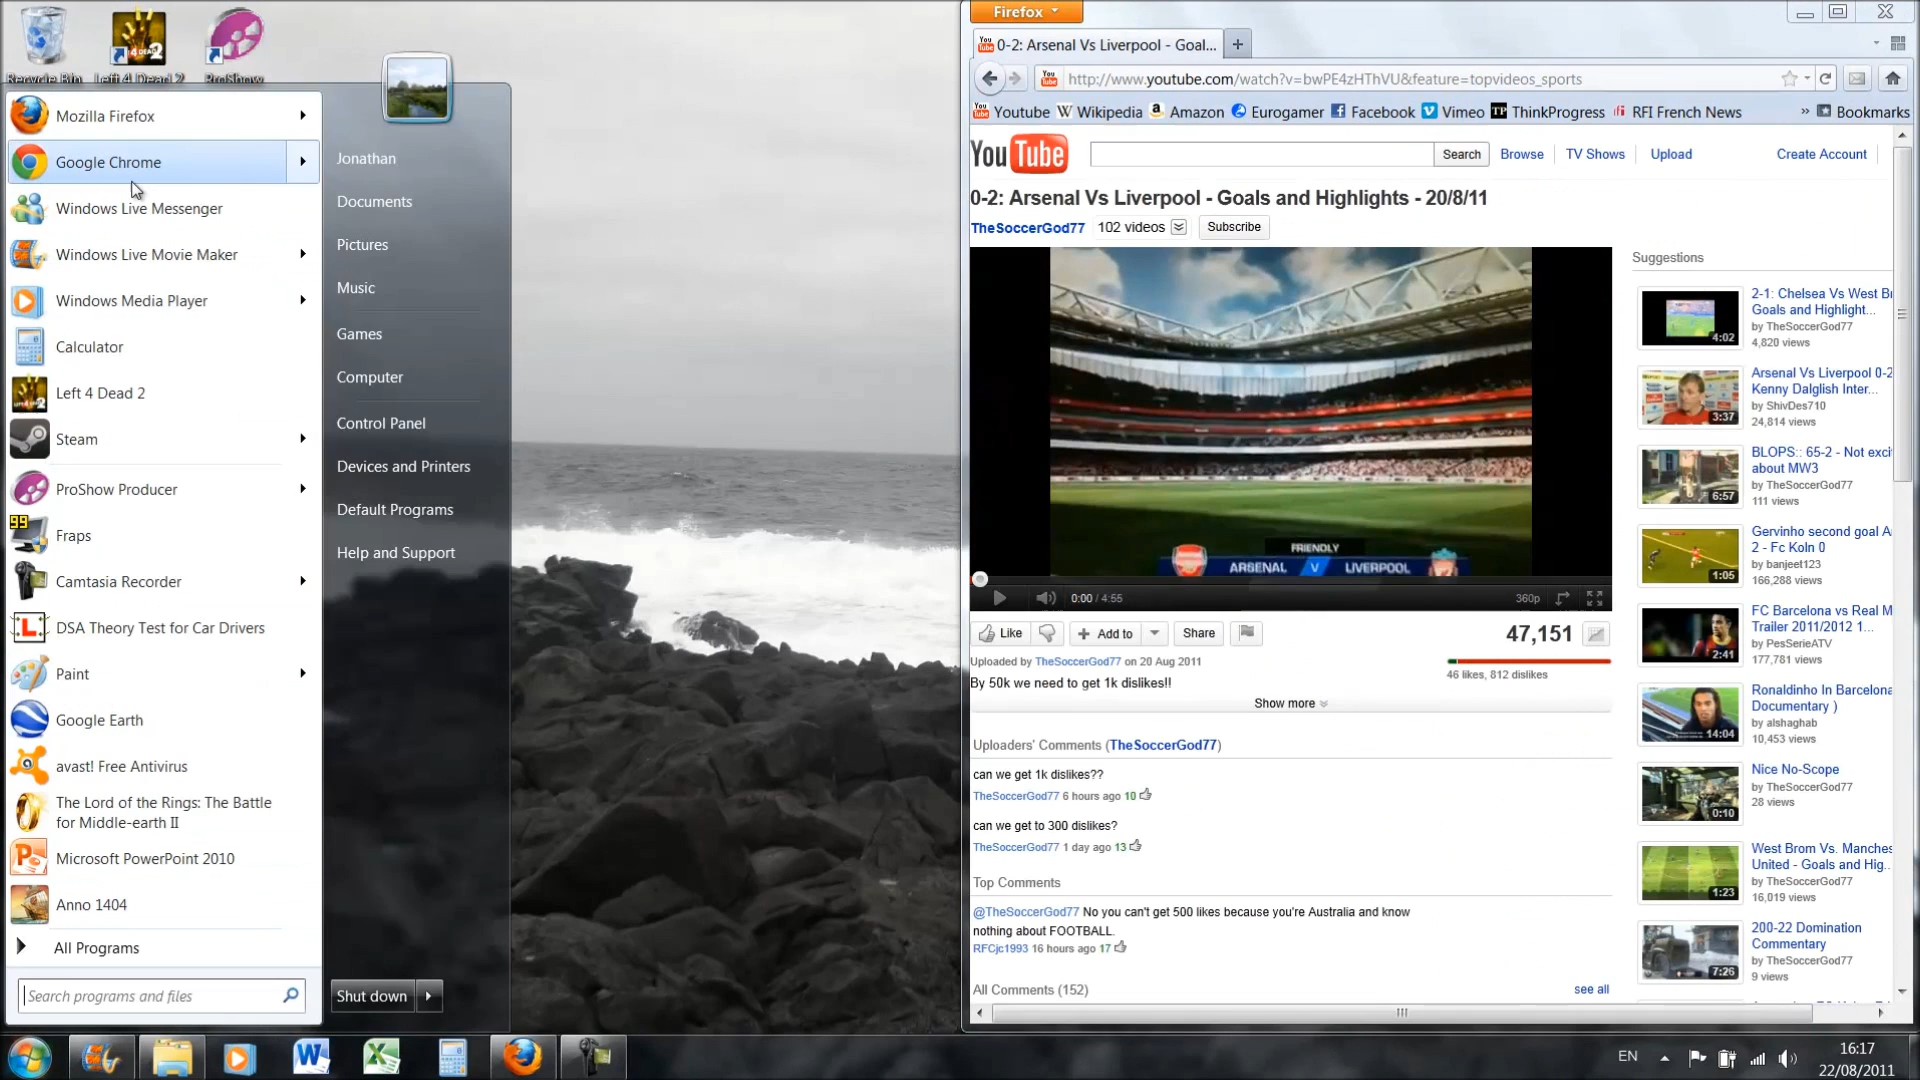 Recycle Bin
Left 4 Dead 2
ProShow
Mozilla Firefox
Google Chrome
Windows Live Messenger
Windows Live Movie Maker
Windows Media Player
Calculator
Left 4 Dead 2
Steam
ProShow Producer
99
Fraps
Camtasia Recorder
L
DSA Theory Test for Car Drivers
Paint
Google Earth
avast! Free Antivirus
The Lord of the Rings: The Battle
for Middle-earth II
Microsoft PowerPoint 2010
Anno 1404
All Programs
Search programs and files
Jonathan
Documents
Pictures
Music
Games
Computer
Control Panel
Devices and Printers
Default Programs
Help and Support
Shut down
Firefox
0-2: Arsenal Vs Liverpool - Goal...
http://www.youtube.com/watch?v=bwPE4zHThVU&feature=topvideos_sports
Youtube Wikipedia Amazon Eurogamer Facebook Vimeo ThinkProgress RFI French News » Bookmarks
YouTube Search Browse TV Shows Upload Create Account
0-2: Arsenal Vs Liverpool - Goals and Highlights - 20/8/11
TheSoccerGod77 102 videos Subscribe
FRIENDLY
ARSENAL V LIVERPOOL
0:00 / 4:55 360p
Like Add to Share 47,151
Uploaded by TheSoccerGod77 on 20 Aug 2011
46 likes, 812 dislikes
By 50k we need to get 1k dislikes!!
Show more
Uploaders' Comments (TheSoccerGod77)
can we get 1k dislikes??
TheSoccerGod77 6 hours ago 10
can we get to 300 dislikes?
TheSoccerGod77 1 day ago 13
Top Comments
@TheSoccerGod77 No you can't get 500 likes because you're Australia and know
nothing about FOOTBALL.
RFCjc1993 16 hours ago 17
All Comments (152) see all
Suggestions
4:02
2-1: Chelsea Vs West Br
Goals and Highlight...
by TheSoccerGod77
4,820 views
3:37
Arsenal Vs Liverpool 0-2
Kenny Dalglish Inter...
by ShivDes710
24,814 views
6:57
BLOPS:: 65-2 - Not exci
about MW3
by TheSoccerGod77
111 views
1:05
Gervinho second goal A
2 - Fc Koln 0
by banjeet123
166,288 views
2:41
FC Barcelona vs Real M
Trailer 2011/2012 1...
by PesSerieATV
177,781 views
14:04
Ronaldinho In Barcelona
Documentary )
by alshaghab
10,453 views
0:10
Nice No-Scope
by TheSoccerGod77
28 views
1:23
West Brom Vs. Manches
United - Goals and Hig...
by TheSoccerGod77
16,019 views
7:26
200-22 Domination
Commentary
by TheSoccerGod77
9 views
EN
16:17
22/08/2011